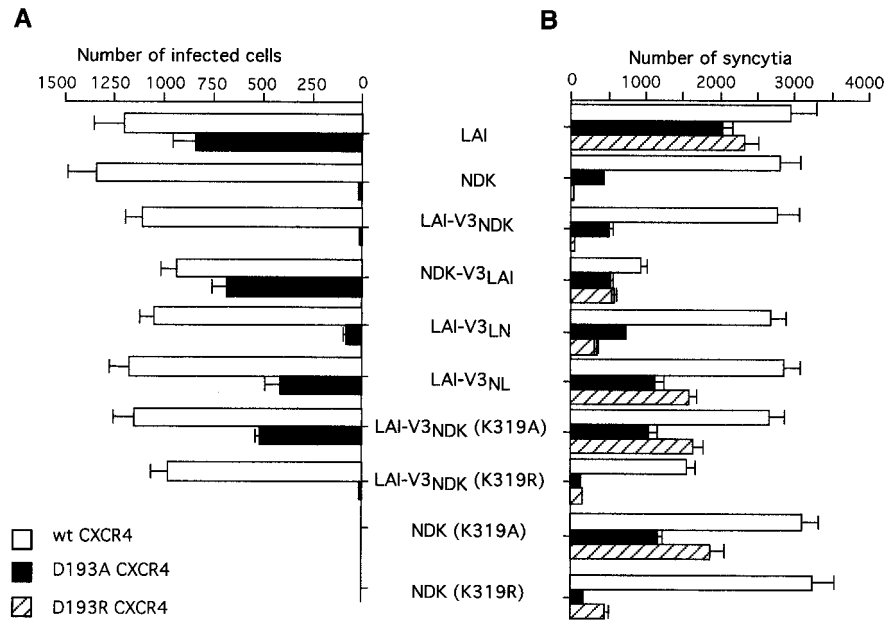 A
B
Number of infected cells
Number of syncytia
1500 1000 750 500 250 0
0 1000 2000 3000 4000
LAI
NDK
LAI-V3NDK
NDK-V3LAI
LAI-V3LN
LAI-V3NL
LAI-V3NDK (K319A)
LAI-V3NDK (K319R)
NDK (K319A)
NDK (K319R)
wt CXCR4
D193A CXCR4
D193R CXCR4